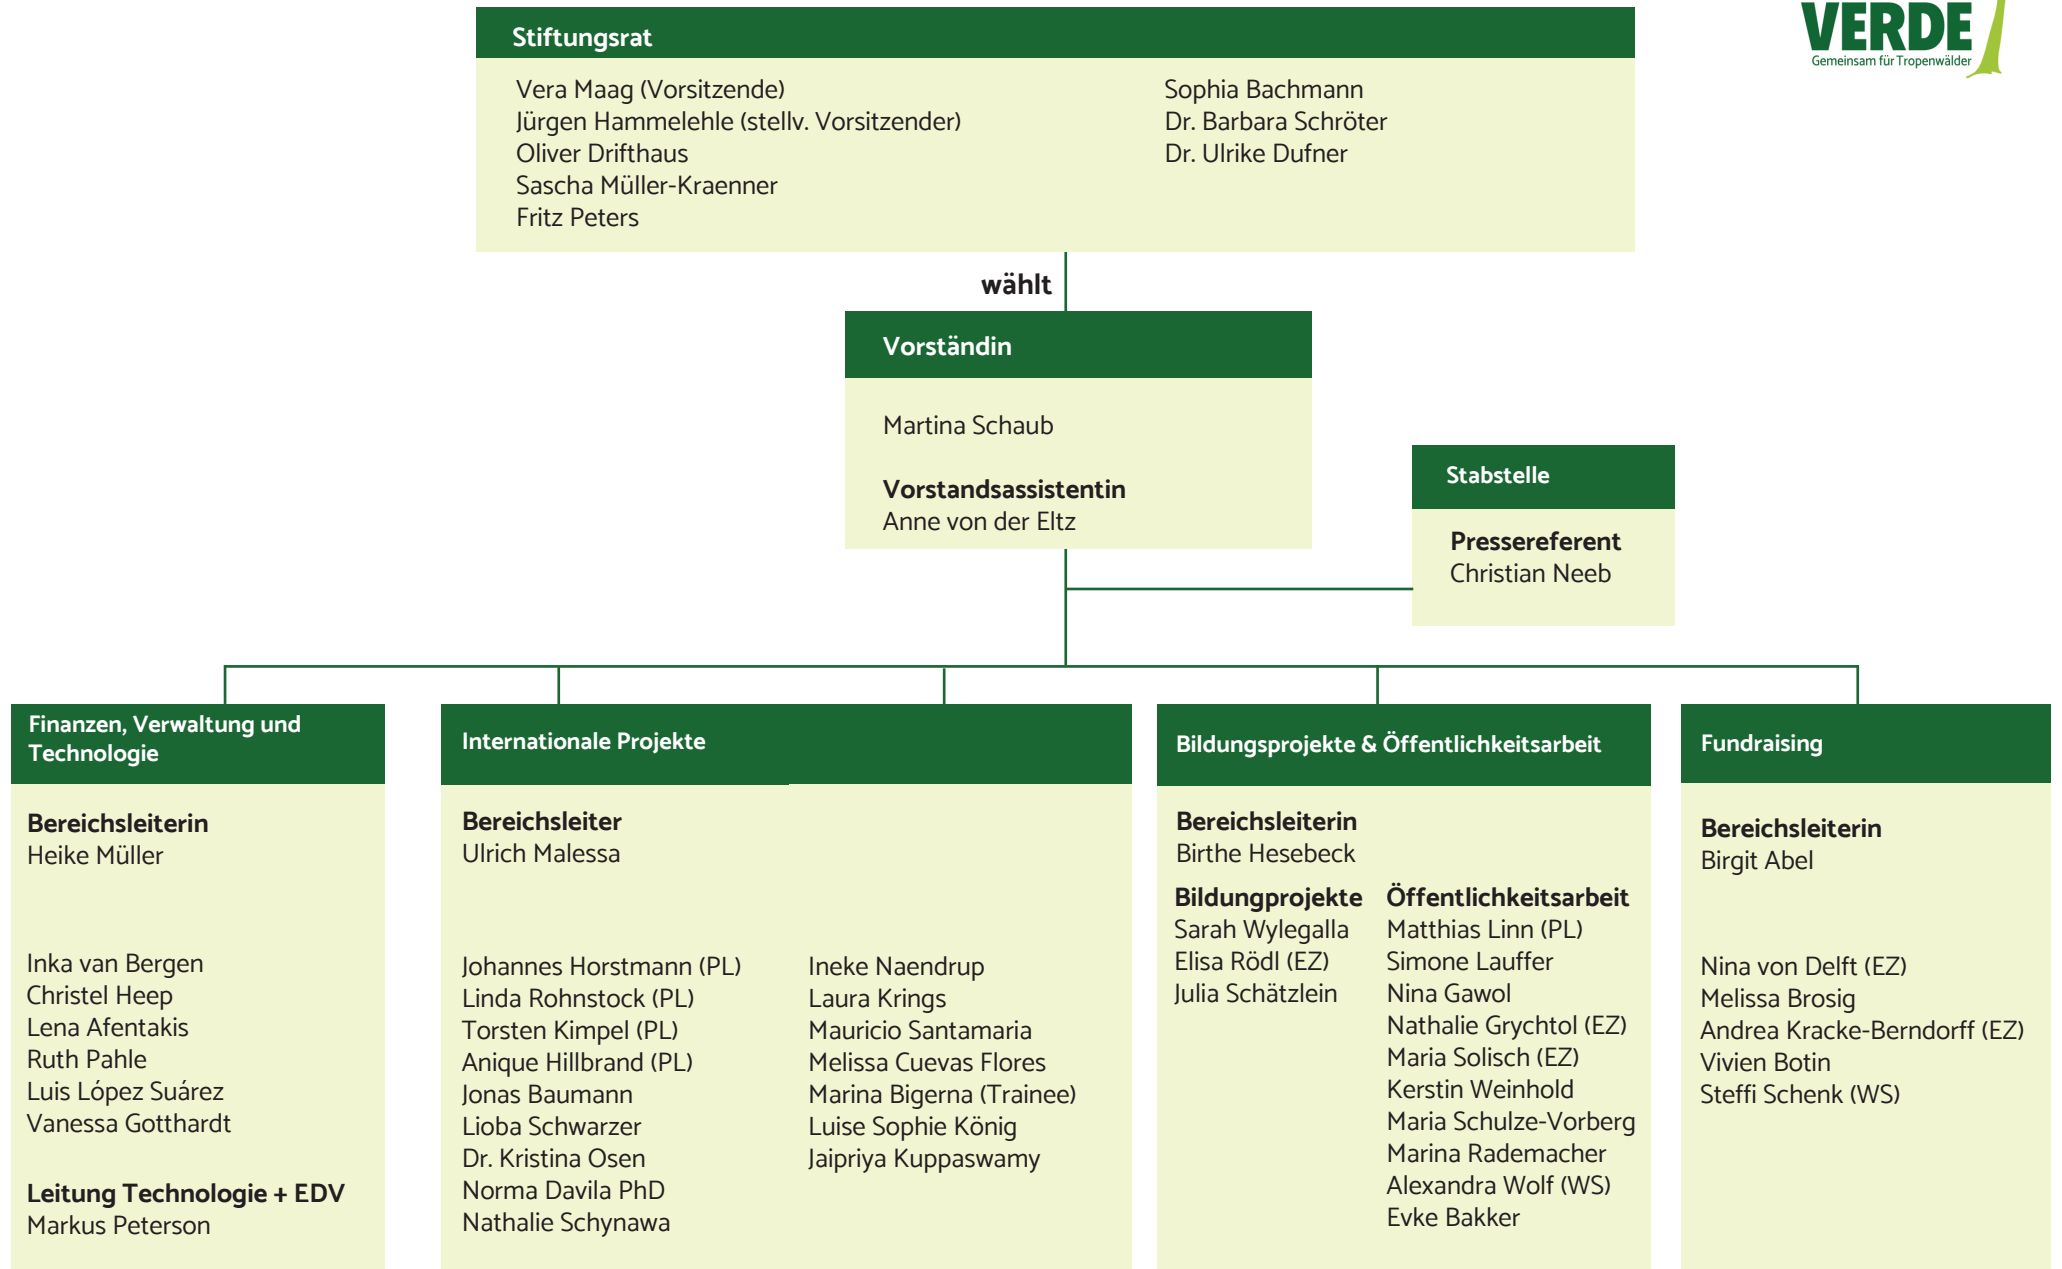 VERDE
Gemeinsam für Tropenwälder
Stiftungsrat
Vera Maag (Vorsitzende)
Jürgen Hammelehle (stellv. Vorsitzender)
Oliver Drifthaus
Sascha Müller-Kraenner
Fritz Peters
Sophia Bachmann
Dr. Barbara Schröter
Dr. Ulrike Dufner
wählt
Vorständin
Martina Schaub
Vorstandsassistentin
Anne von der Eltz
Stabstelle
Pressereferent
Christian Neeb
Finanzen, Verwaltung und
Technologie
Bereichsleiterin
Heike Müller
Inka van Bergen
Christel Heep
Lena Afentakis
Ruth Pahle
Luis López Suárez
Vanessa Gotthardt
Leitung Technologie + EDV
Markus Peterson
Internationale Projekte
Bereichsleiter
Ulrich Malessa
Johannes Horstmann (PL)
Linda Rohnstock (PL)
Torsten Kimpel (PL)
Anique Hillbrand (PL)
Jonas Baumann
Lioba Schwarzer
Dr. Kristina Osen
Norma Davila PhD
Nathalie Schynawa
Ineke Naendrup
Laura Krings
Mauricio Santamaria
Melissa Cuevas Flores
Marina Bigerna (Trainee)
Luise Sophie König
Jaipriya Kuppaswamy
Bildungsprojekte & Öffentlichkeitsarbeit
Bereichsleiterin
Birthe Hesebeck
Bildungprojekte
Sarah Wylegalla
Elisa Rödl (EZ)
Julia Schätzlein
Öffentlichkeitsarbeit
Matthias Linn (PL)
Simone Lauffer
Nina Gawol
Nathalie Grychtol (EZ)
Maria Solisch (EZ)
Kerstin Weinhold
Maria Schulze-Vorberg
Marina Rademacher
Alexandra Wolf (WS)
Evke Bakker
Fundraising
Bereichsleiterin
Birgit Abel
Nina von Delft (EZ)
Melissa Brosig
Andrea Kracke-Berndorff (EZ)
Vivien Botin
Steffi Schenk (WS)